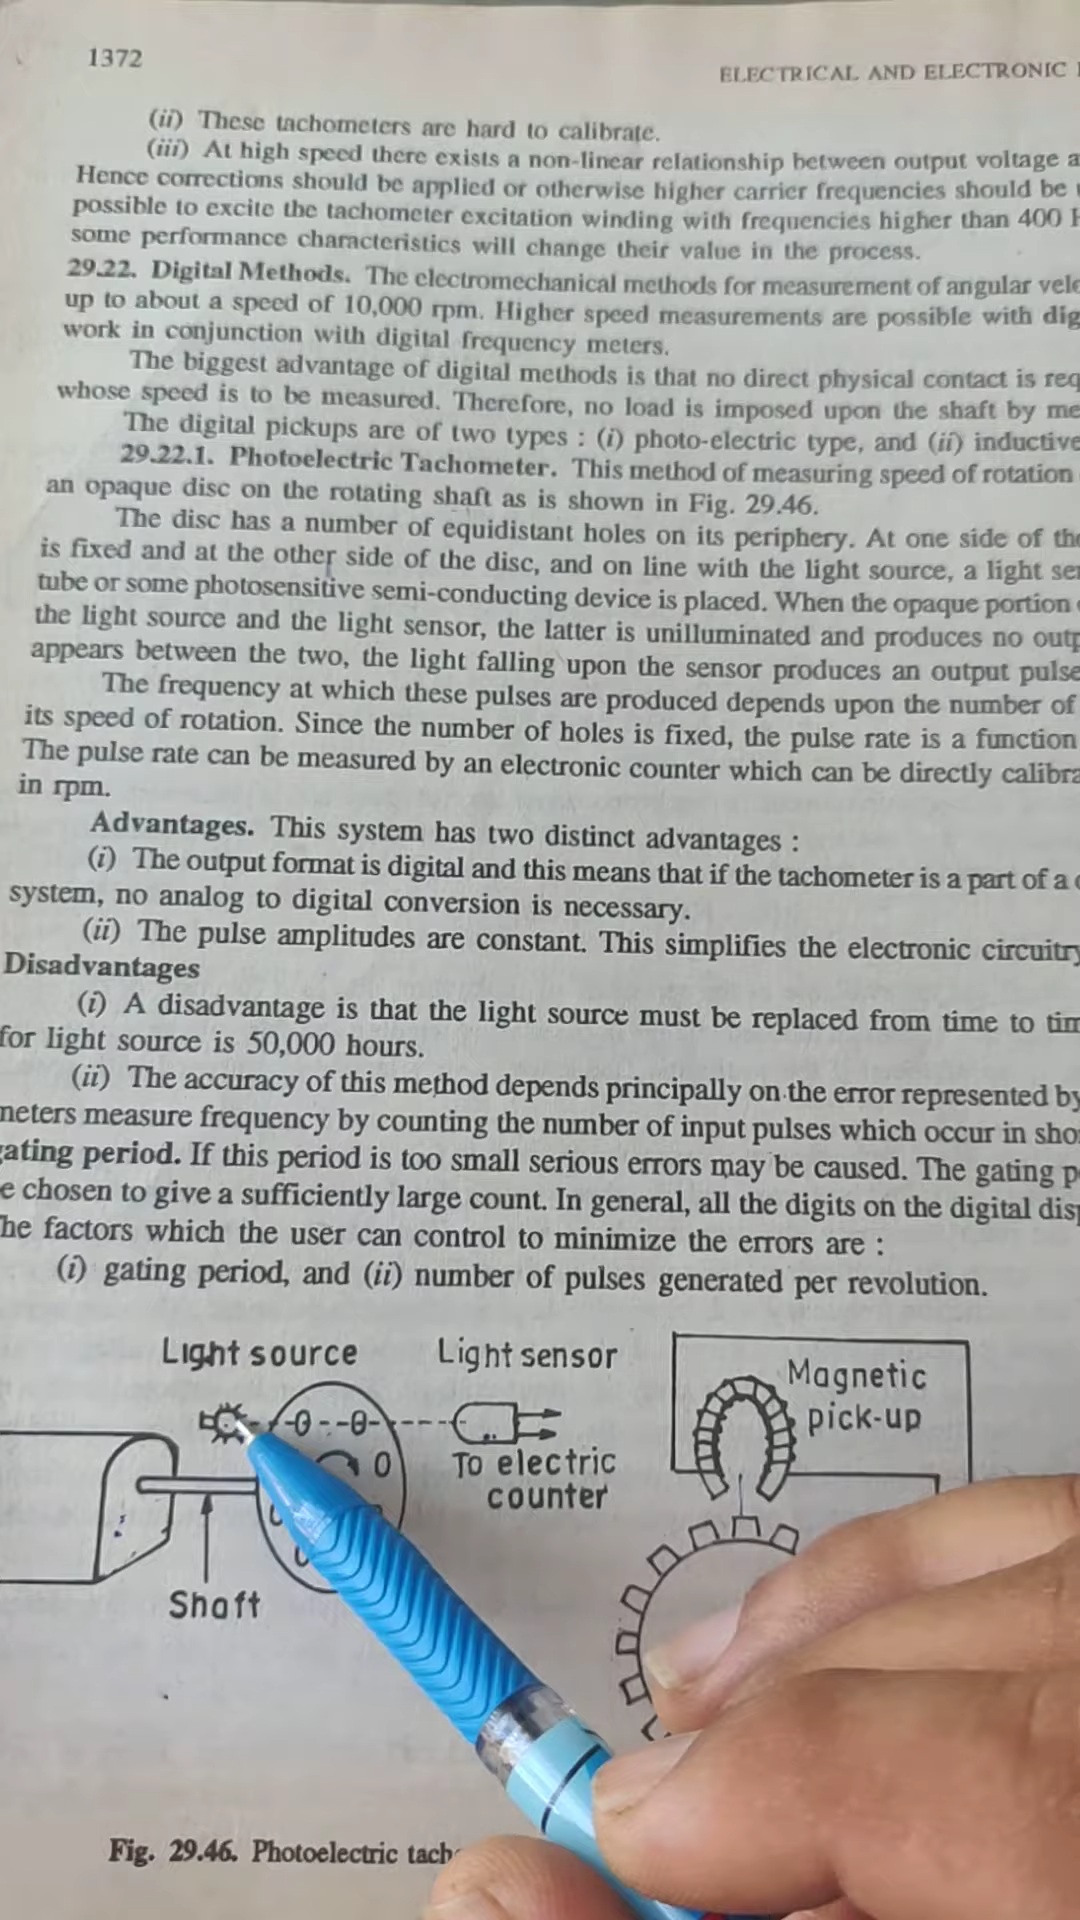 1372
ELECTRICAL AND ELECTRONIC
(ii) These tachometers are hard to calibrate.
(iii) At high speed there exists a non-linear relationship between output voltage a
Hence corrections should be applied or otherwise higher carrier frequencies should be
possible to excite the tachometer excitation winding with frequencies higher than 400
some performance characteristics will change their value in the process.
29.22. Digital Methods. The electromechanical methods for measurement of angular velo
up to about a speed of 10,000 rpm. Higher speed measurements are possible with dig
work in conjunction with digital frequency meters.
The biggest advantage of digital methods is that no direct physical contact is req
whose speed is to be measured. Therefore, no load is imposed upon the shaft by me
The digital pickups are of two types : (i) photo-electric type, and (ii) inductive
29.22.1. Photoelectric Tachometer. This method of measuring speed of rotation
an opaque disc on the rotating shaft as is shown in Fig. 29.46.
The disc has a number of equidistant holes on its periphery. At one side of the
is fixed and at the other side of the disc, and on line with the light source, a light sen
tube or some photosensitive semi-conducting device is placed. When the opaque portion
the light source and the light sensor, the latter is unilluminated and produces no outp
appears between the two, the light falling upon the sensor produces an output pulse
The frequency at which these pulses are produced depends upon the number of
its speed of rotation. Since the number of holes is fixed, the pulse rate is a function
The pulse rate can be measured by an electronic counter which can be directly calibra
in rpm.
Advantages. This system has two distinct advantages :
(i) The output format is digital and this means that if the tachometer is a part of a
system, no analog to digital conversion is necessary.
(ii) The pulse amplitudes are constant. This simplifies the electronic circuitry
Disadvantages
(i) A disadvantage is that the light source must be replaced from time to tim
for light source is 50,000 hours.
(ii) The accuracy of this method depends principally on the error represented by
meters measure frequency by counting the number of input pulses which occur in shor
gating period. If this period is too small serious errors may be caused. The gating p
e chosen to give a sufficiently large count. In general, all the digits on the digital disp
he factors which the user can control to minimize the errors are :
(i) gating period, and (ii) number of pulses generated per revolution.
Light source
Light sensor
Magnetic
pick-up
To electric
counter
Shaft
Fig. 29.46. Photoelectric tach